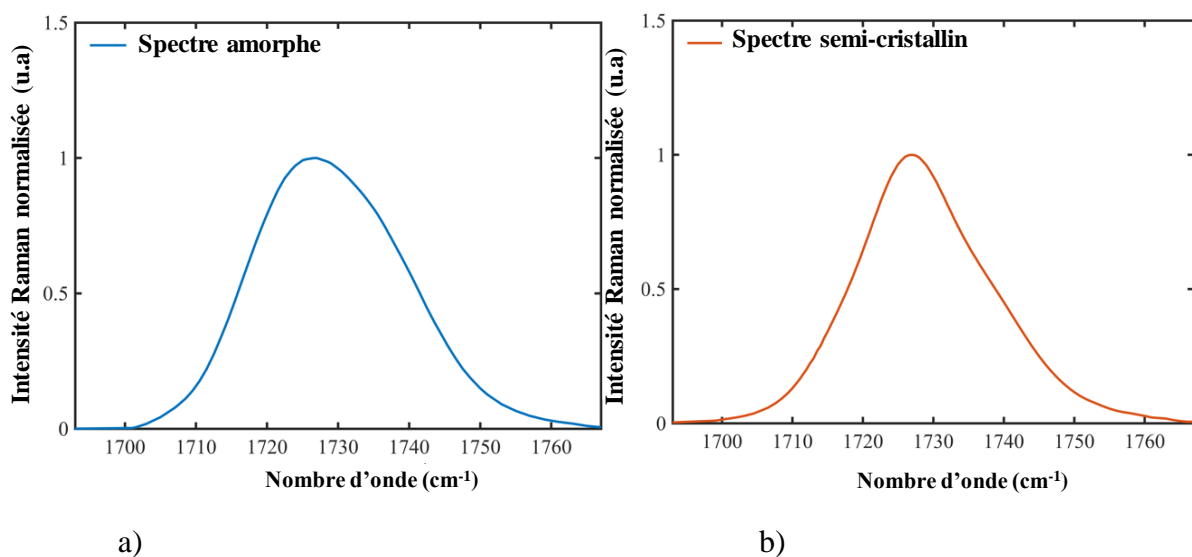 Intensité Raman normalisée (u.a)
1.5
1
0.5
0
Spectre amorphe
1700 1710 1720 1730 1740 1750 1760
Nombre d’onde (cm⁻¹)
a)
Intensité Raman normalisée (u.a)
1.5
1
0.5
0
Spectre semi-cristallin
1700 1710 1720 1730 1740 1750 1760
Nombre d’onde (cm⁻¹)
b)